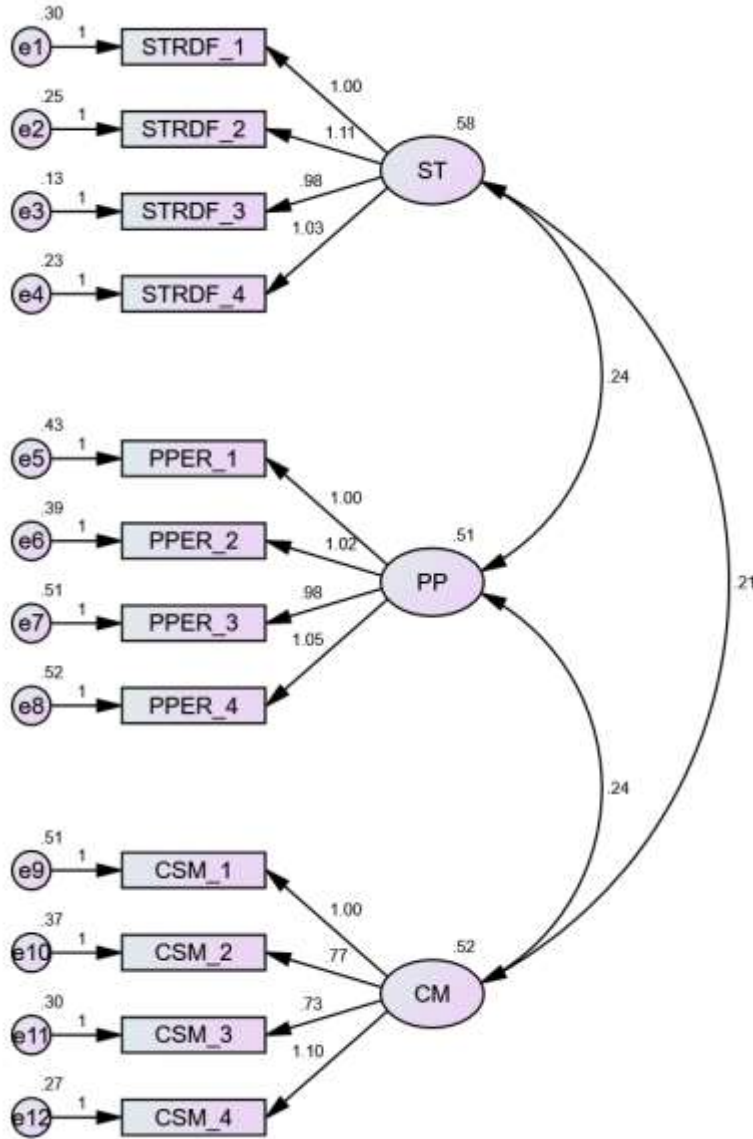 .30
e1 1 STRDF_1
1.00
.25
e2 1 STRDF_2
1.11
.58
ST
.13
e3 1 STRDF_3
.98
1.03
.23
e4 1 STRDF_4
.24
.43
e5 1 PPER_1
1.00
.39
e6 1 PPER_2
1.02
.51
PP
.21
.51
e7 1 PPER_3
.98
1.05
.52
e8 1 PPER_4
.24
.51
e9 1 CSM_1
1.00
.37
e10 1 CSM_2
.77
.52
CM
.30
e11 1 CSM_3
.73
1.10
.27
e12 1 CSM_4